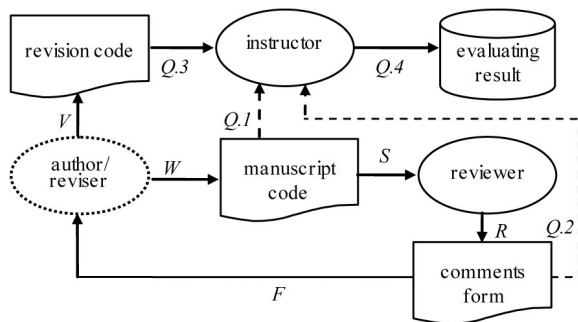 revision code
Q.3
instructor
Q.4
evaluating
result
V
Q.1
author/
reviser
W
manuscript
code
S
reviewer
R
Q.2
comments
form
F